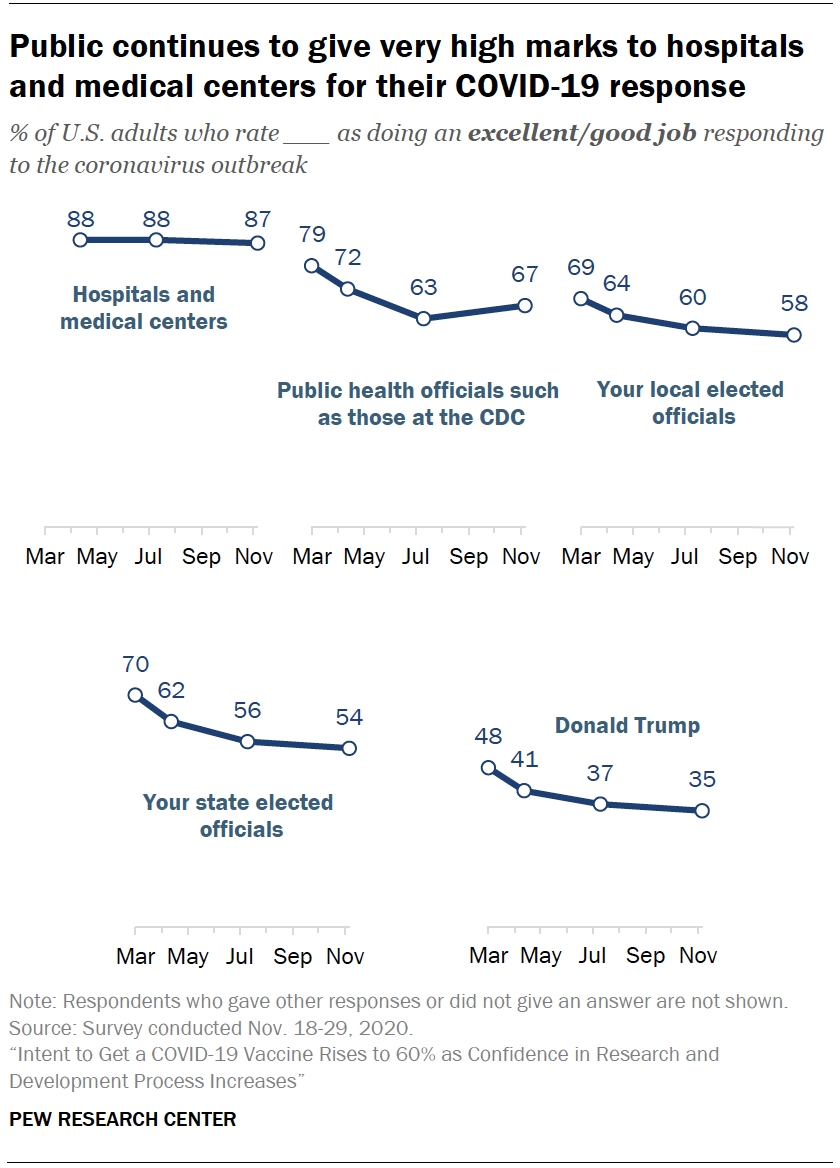 Public continues to give very high marks to hospitals
and medical centers for their COVID-19 response
% of U.S. adults who rate ___ as doing an excellent/good job responding
to the coronavirus outbreak
88 88 87
Hospitals and
medical centers
79 72 63 67
Public health officials such
as those at the CDC
69 64 60 58
Your local elected
officials
Mar May Jul Sep Nov
Mar May Jul Sep Nov
Mar May Jul Sep Nov
70 62 56 54
Your state elected
officials
Donald Trump
48 41 37 35
Mar May Jul Sep Nov
Mar May Jul Sep Nov
Note: Respondents who gave other responses or did not give an answer are not shown.
Source: Survey conducted Nov. 18-29, 2020.
“Intent to Get a COVID-19 Vaccine Rises to 60% as Confidence in Research and
Development Process Increases”
PEW RESEARCH CENTER